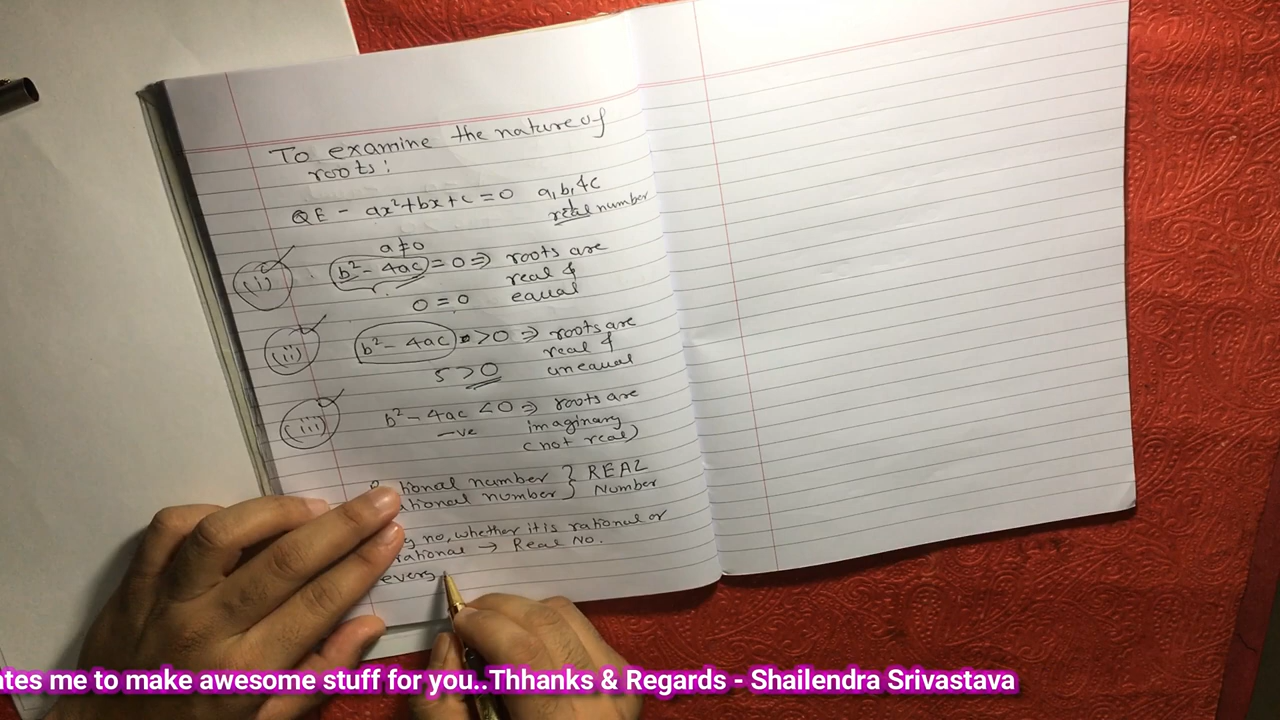 To examine the nature of
roots:
QE - ax²+bx+c = 0 a, b, & c
real number
a ≠ 0
(i) b² - 4ac = 0 ⇒ roots are
real &
0 = 0 equal
(ii) b² - 4ac > 0 ⇒ roots are
real &
5 > 0 unequal
(iii) b² - 4ac < 0 ⇒ roots are
-ve imaginary
(not real)
tional number } REAL
tional number } Number
no, whether it is rational or
rational → Real No.
every
ates me to make awesome stuff for you..Thhanks & Regards - Shailendra Srivastava